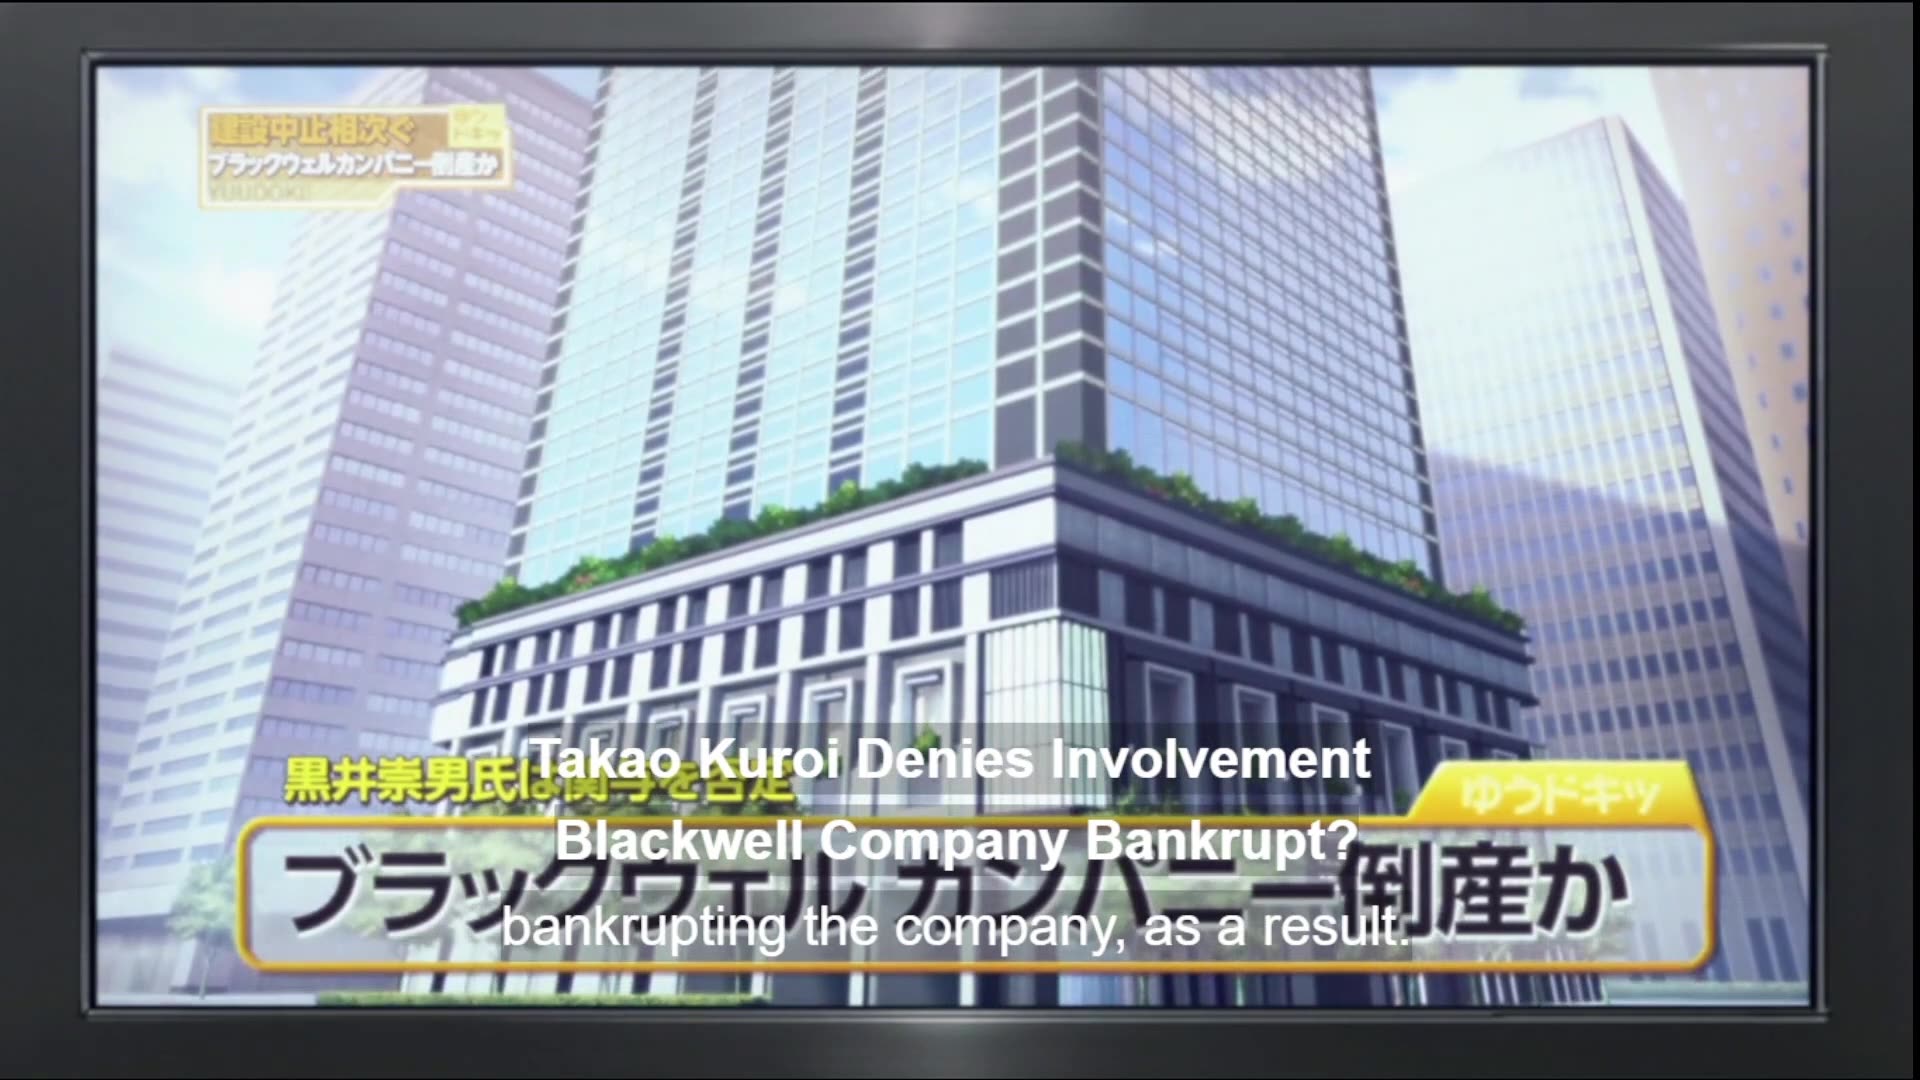 建設中止相次ぐ
ゆうドキッ
ブラックウェルカンパニー倒産か
YUUDOKI
黒井崇男氏は関与を否定
Takao Kuroi Denies Involvement
ゆうドキッ
Blackwell Company Bankrupt?
ブラックウェルカンパニー倒産か
bankrupting the company, as a result.